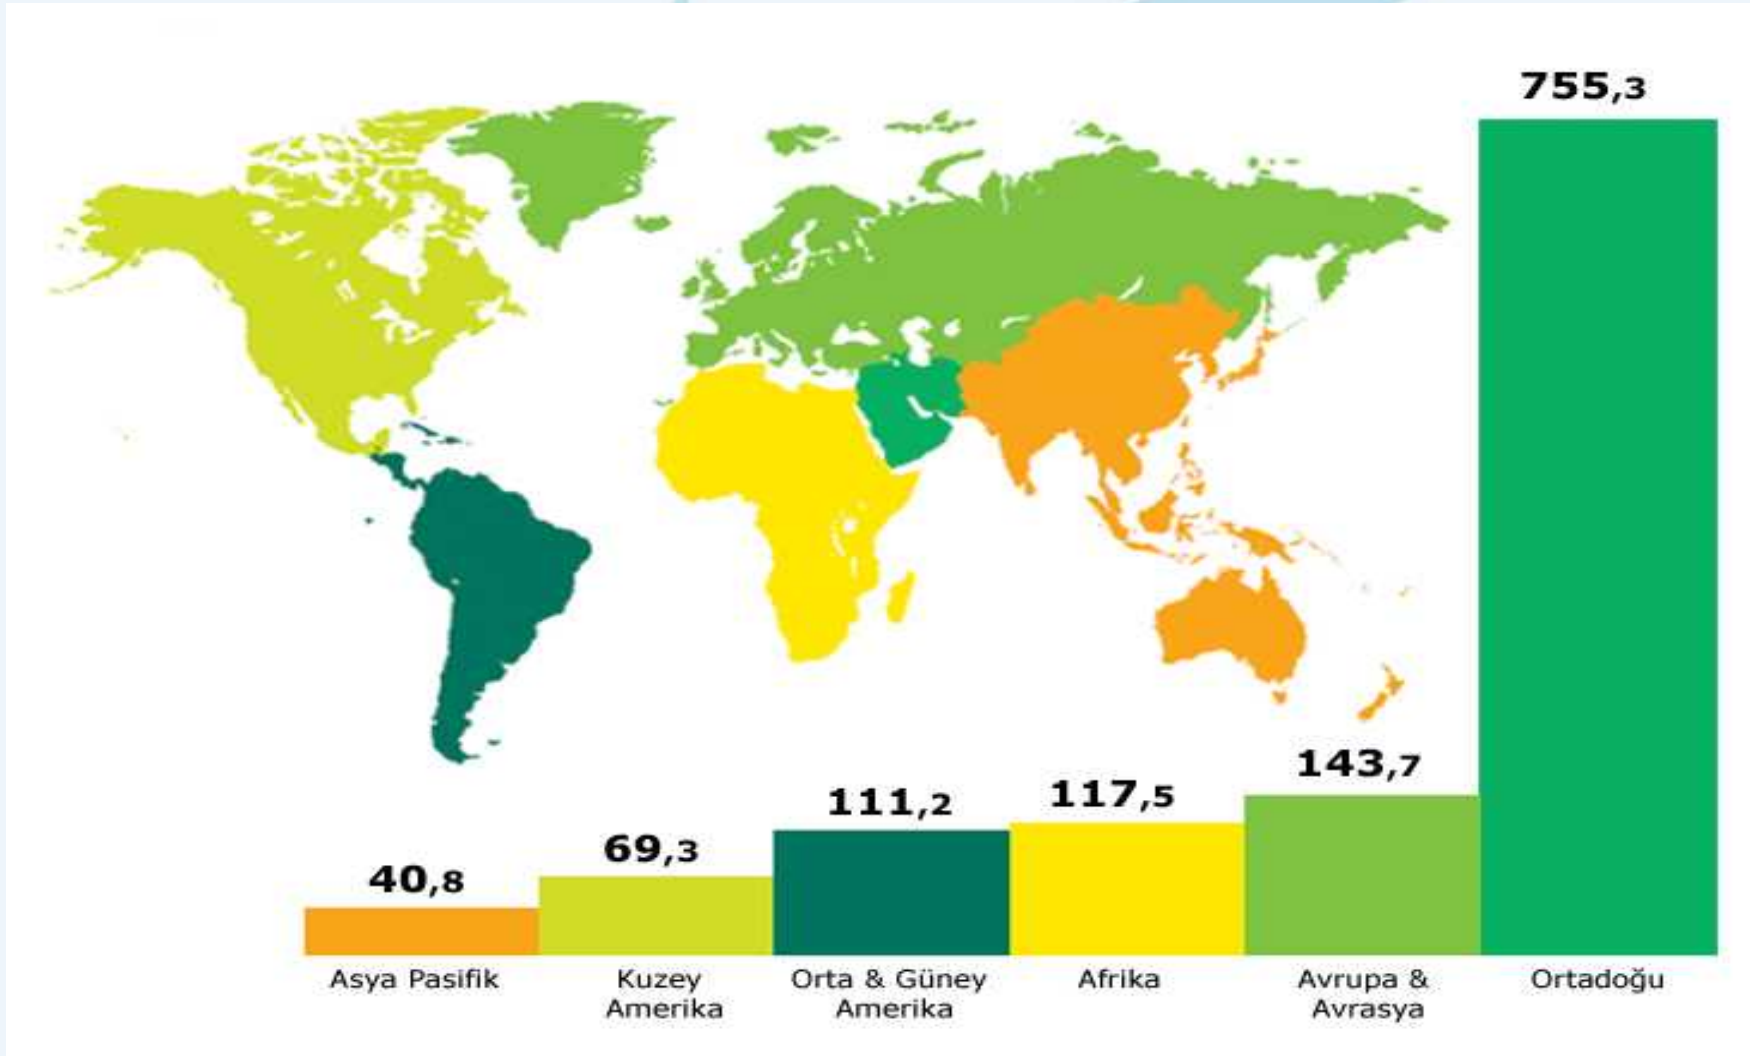 755,3
143,7
117,5
111,2
69,3
40,8
Asya Pasifik
Kuzey
Amerika
Orta & Güney
Amerika
Afrika
Avrupa &
Avrasya
Ortadoğu